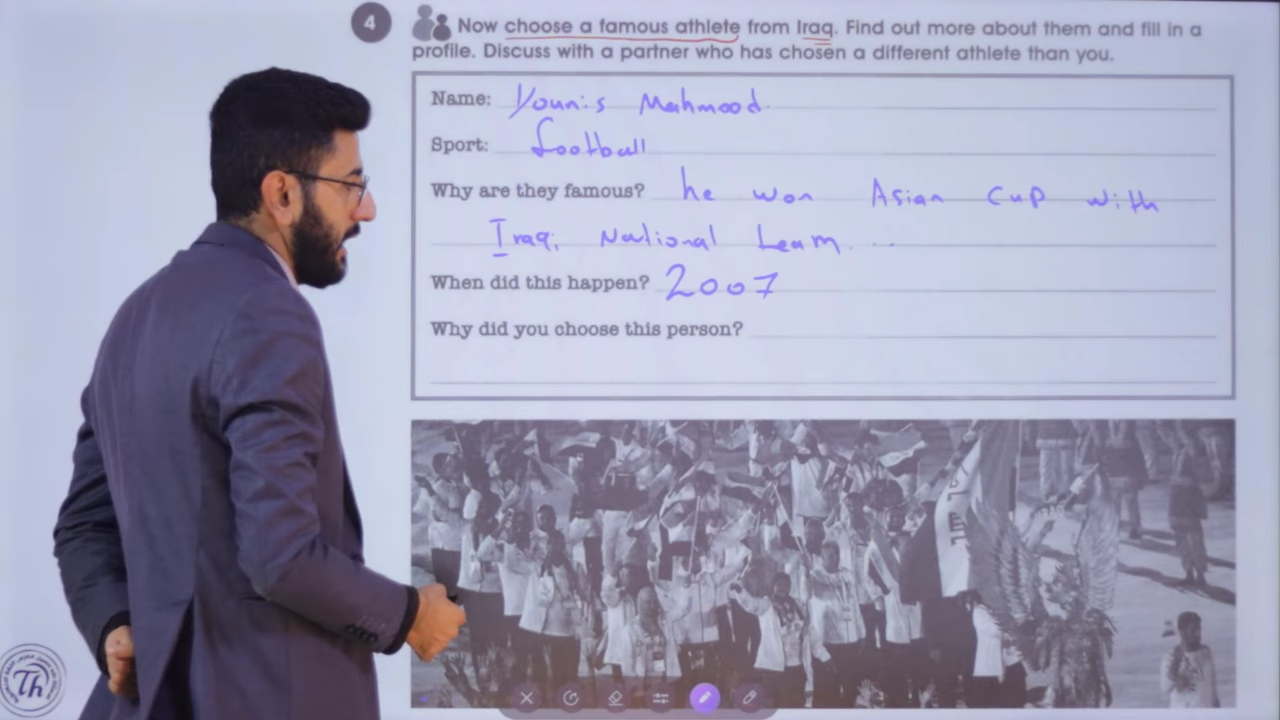 4
Now choose a famous athlete from Iraq. Find out more about them and fill in a
profile. Discuss with a partner who has chosen a different athlete than you.
Name: Younis Mahmood.
Sport: football
Why are they famous? he won Asian Cup with
Iraqi National team. ...
When did this happen? 2007
Why did you choose this person?
Th